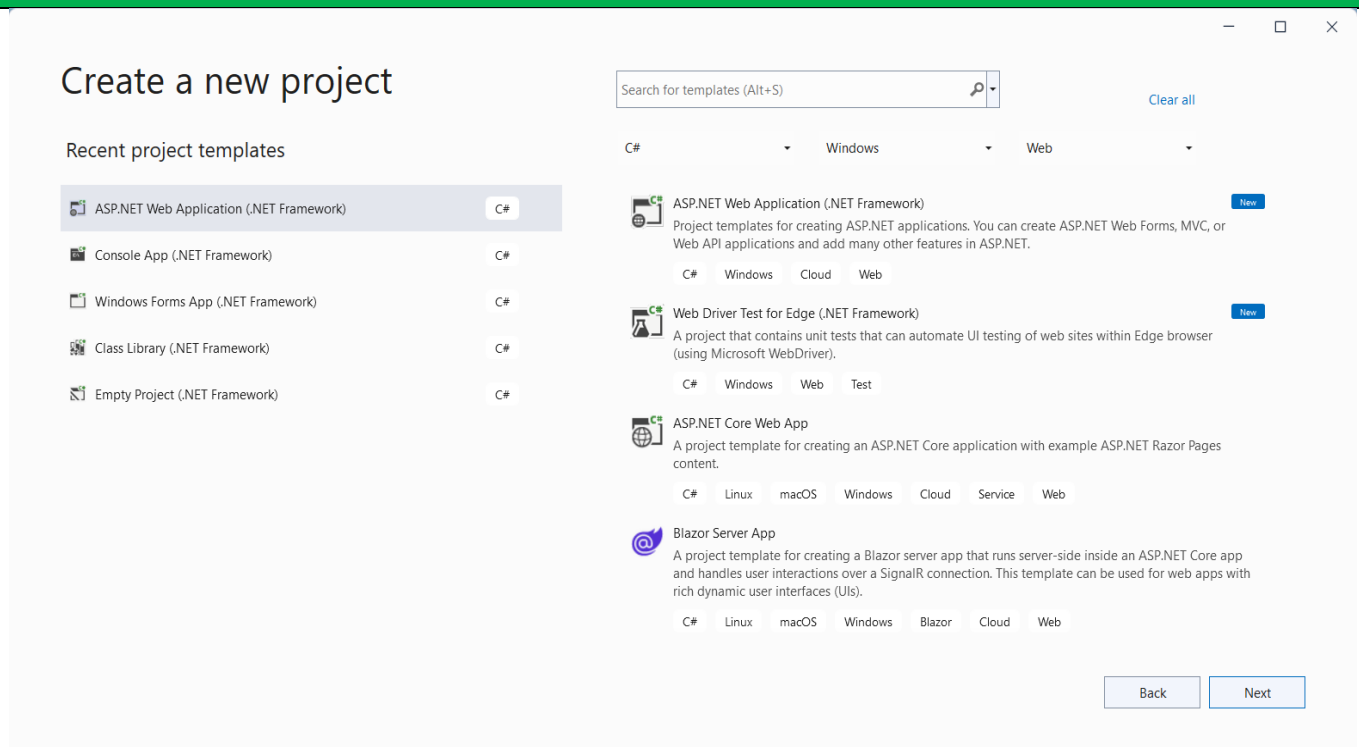 Create a new project
Recent project templates
ASP.NET Web Application (.NET Framework) C#
Console App (.NET Framework) C#
Windows Forms App (.NET Framework) C#
Class Library (.NET Framework) C#
Empty Project (.NET Framework) C#
Search for templates (Alt+S)
Clear all
C# Windows Web
ASP.NET Web Application (.NET Framework) New
Project templates for creating ASP.NET applications. You can create ASP.NET Web Forms, MVC, or
Web API applications and add many other features in ASP.NET.
C# Windows Cloud Web
Web Driver Test for Edge (.NET Framework) New
A project that contains unit tests that can automate UI testing of web sites within Edge browser
(using Microsoft WebDriver).
C# Windows Web Test
ASP.NET Core Web App
A project template for creating an ASP.NET Core application with example ASP.NET Razor Pages
content.
C# Linux macOS Windows Cloud Service Web
Blazor Server App
A project template for creating a Blazor server app that runs server-side inside an ASP.NET Core app
and handles user interactions over a SignalR connection. This template can be used for web apps with
rich dynamic user interfaces (UIs).
C# Linux macOS Windows Blazor Cloud Web
Back Next